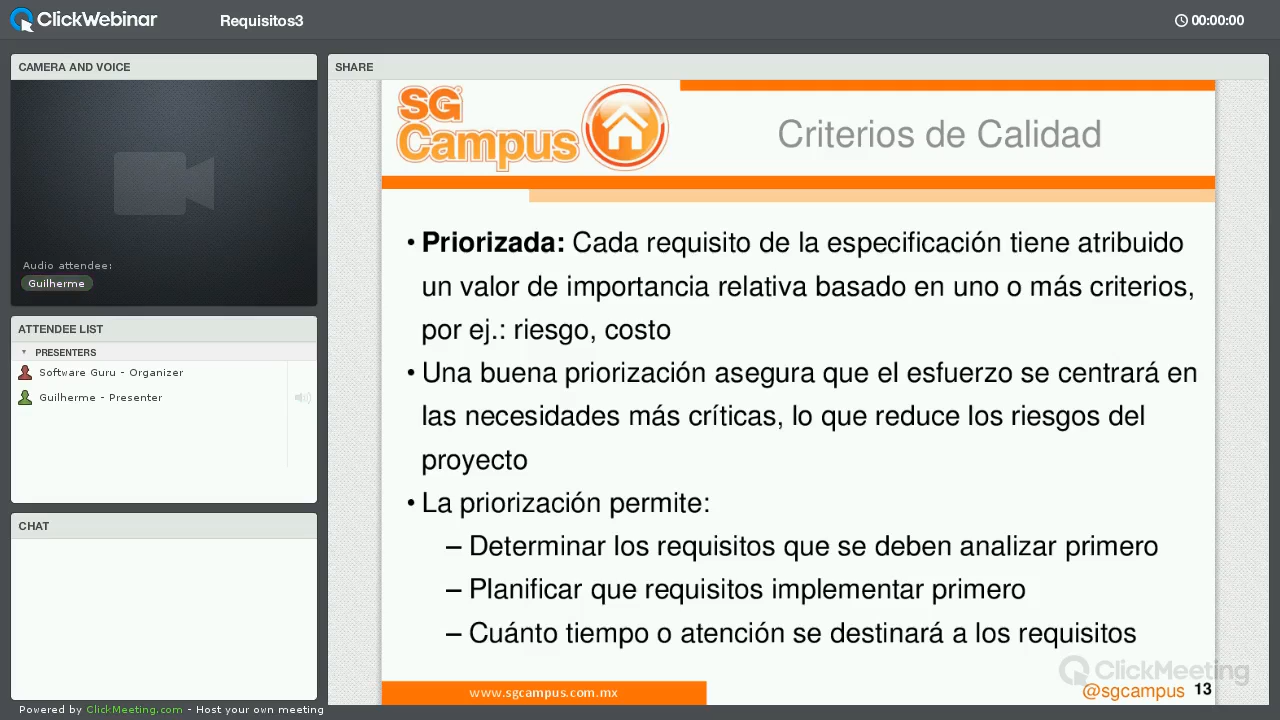 ClickWebinar
Requisitos3
00:00:00
CAMERA AND VOICE
Audio attendee:
Guilherme
ATTENDEE LIST
PRESENTERS
Software Guru - Organizer
Guilherme - Presenter
CHAT
Powered by ClickMeeting.com - Host your own meeting
SHARE
SG
Campus
Criterios de Calidad
• Priorizada: Cada requisito de la especificación tiene atribuido
un valor de importancia relativa basado en uno o más criterios,
por ej.: riesgo, costo
• Una buena priorización asegura que el esfuerzo se centrará en
las necesidades más críticas, lo que reduce los riesgos del
proyecto
• La priorización permite:
– Determinar los requisitos que se deben analizar primero
– Planificar que requisitos implementar primero
– Cuánto tiempo o atención se destinará a los requisitos
ClickMeeting
www.sgcampus.com.mx
@sgcampus 13